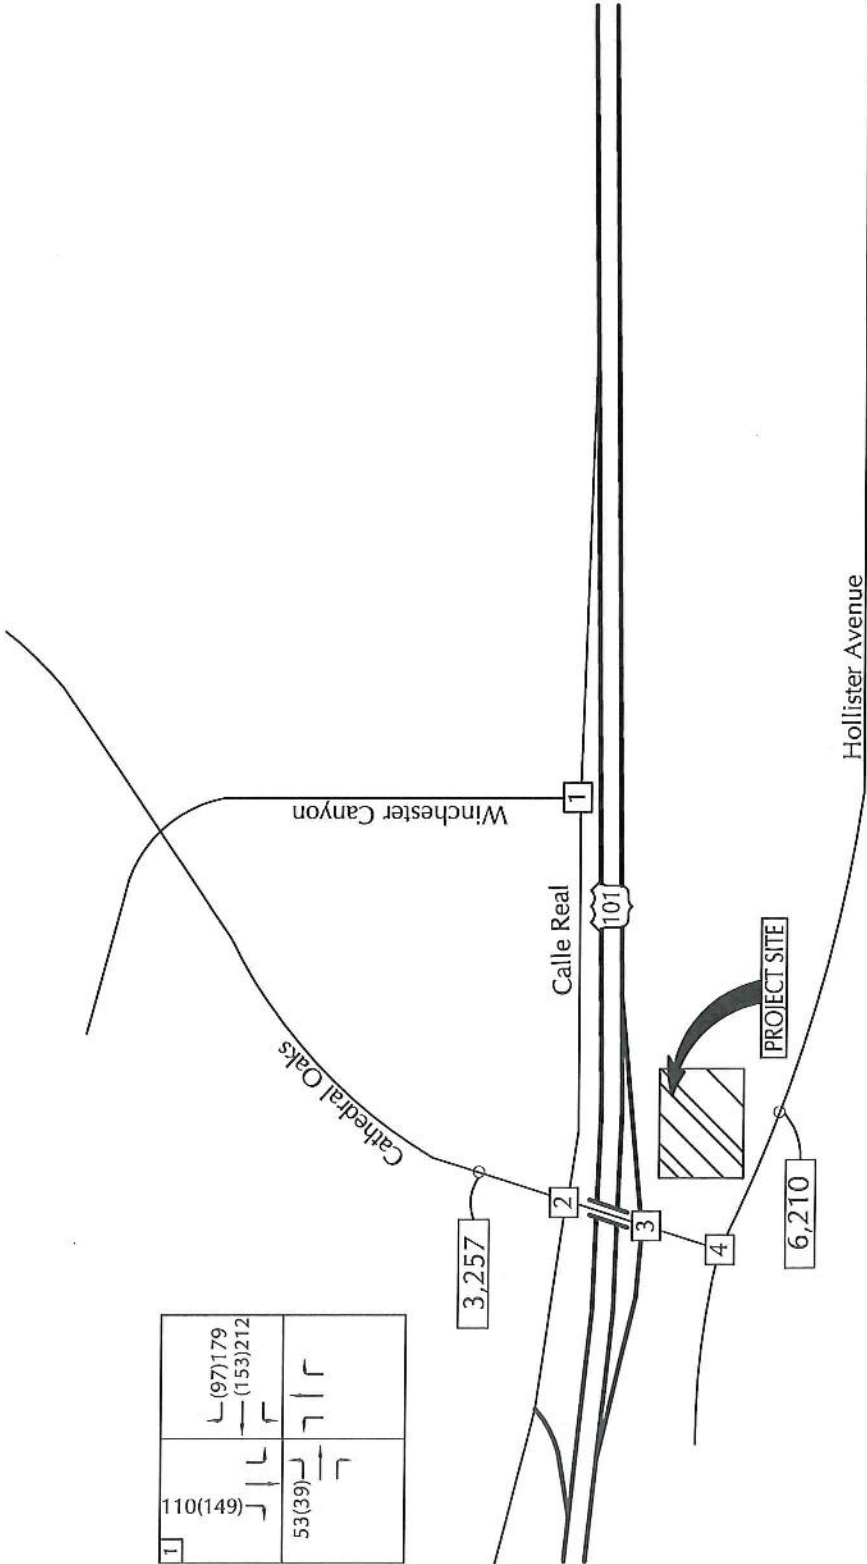 1
110(149)
(97)179
(153)212
53(39)
Cathedral Oaks
Winchester Canyon
3,257
Calle Real
1
2
101
3
4
PROJECT SITE
6,210
Hollister Avenue